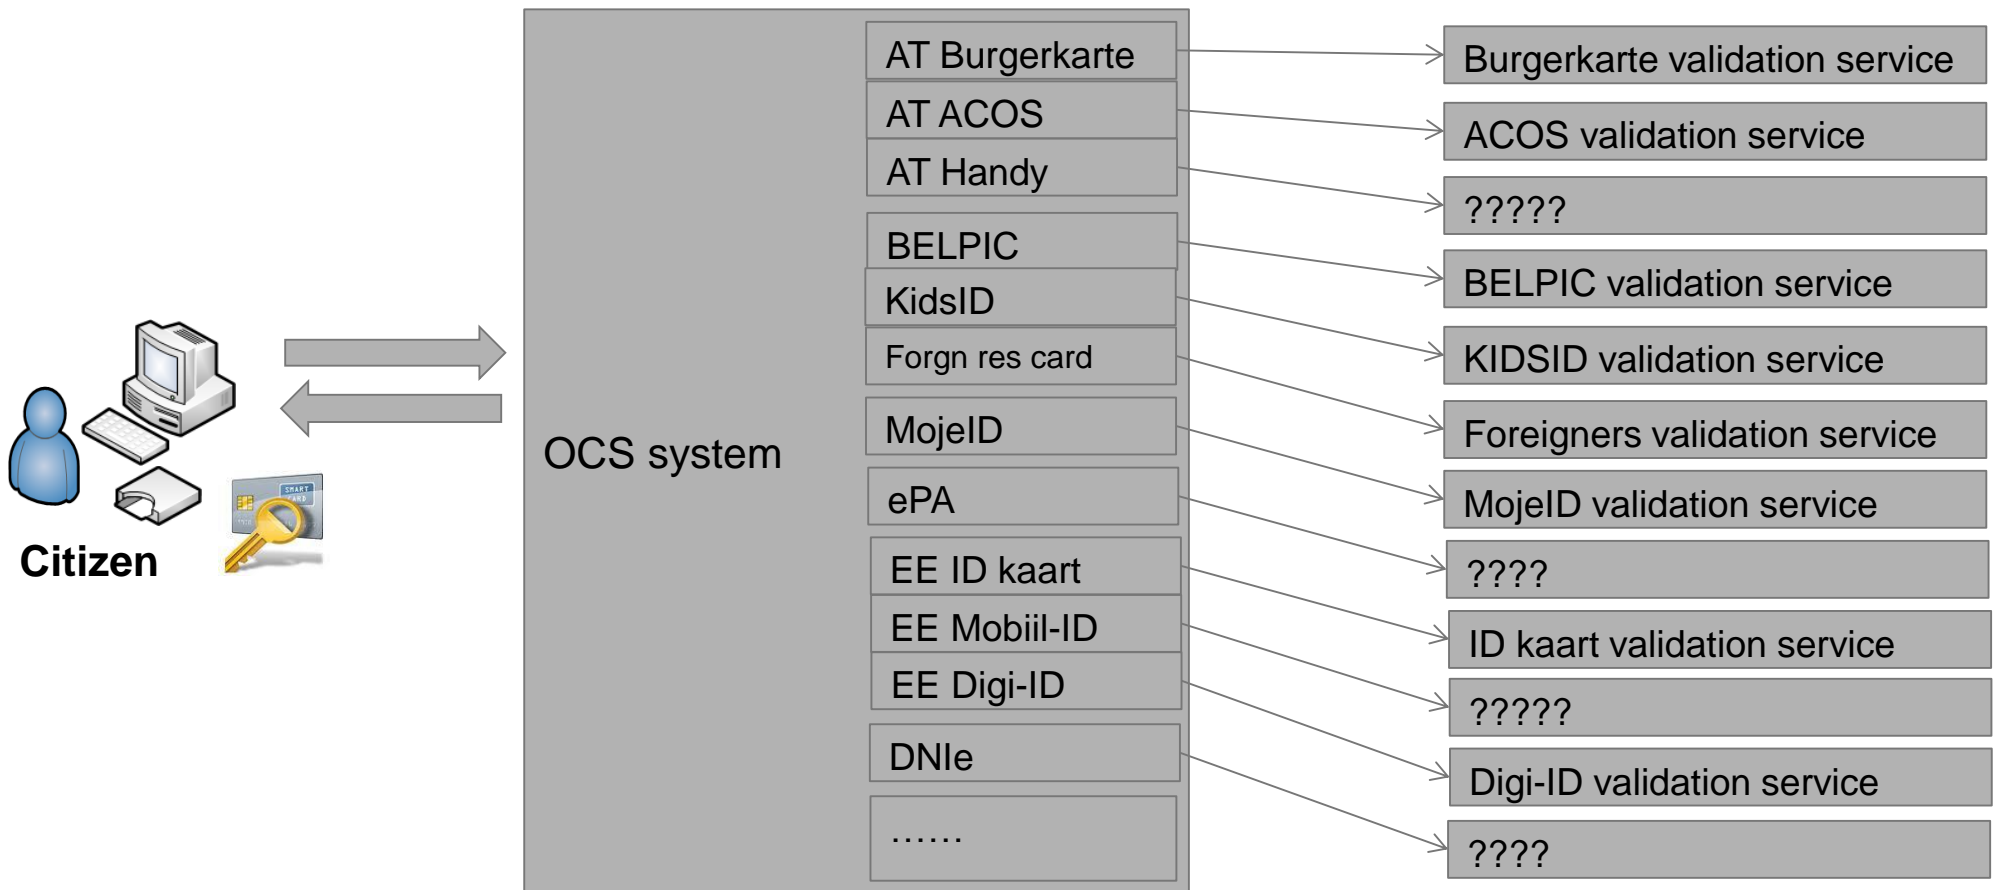 AT Burgerkarte
AT ACOS
AT Handy
BELPIC
KidsID
Forgn res card
MojeID
ePA
EE ID kaart
EE Mobiil-ID
EE Digi-ID
DNIe
……
OCS system
Citizen
SMART
CARD
Burgerkarte validation service
ACOS validation service
?????
BELPIC validation service
KIDSID validation service
Foreigners validation service
MojeID validation service
????
ID kaart validation service
?????
Digi-ID validation service
????